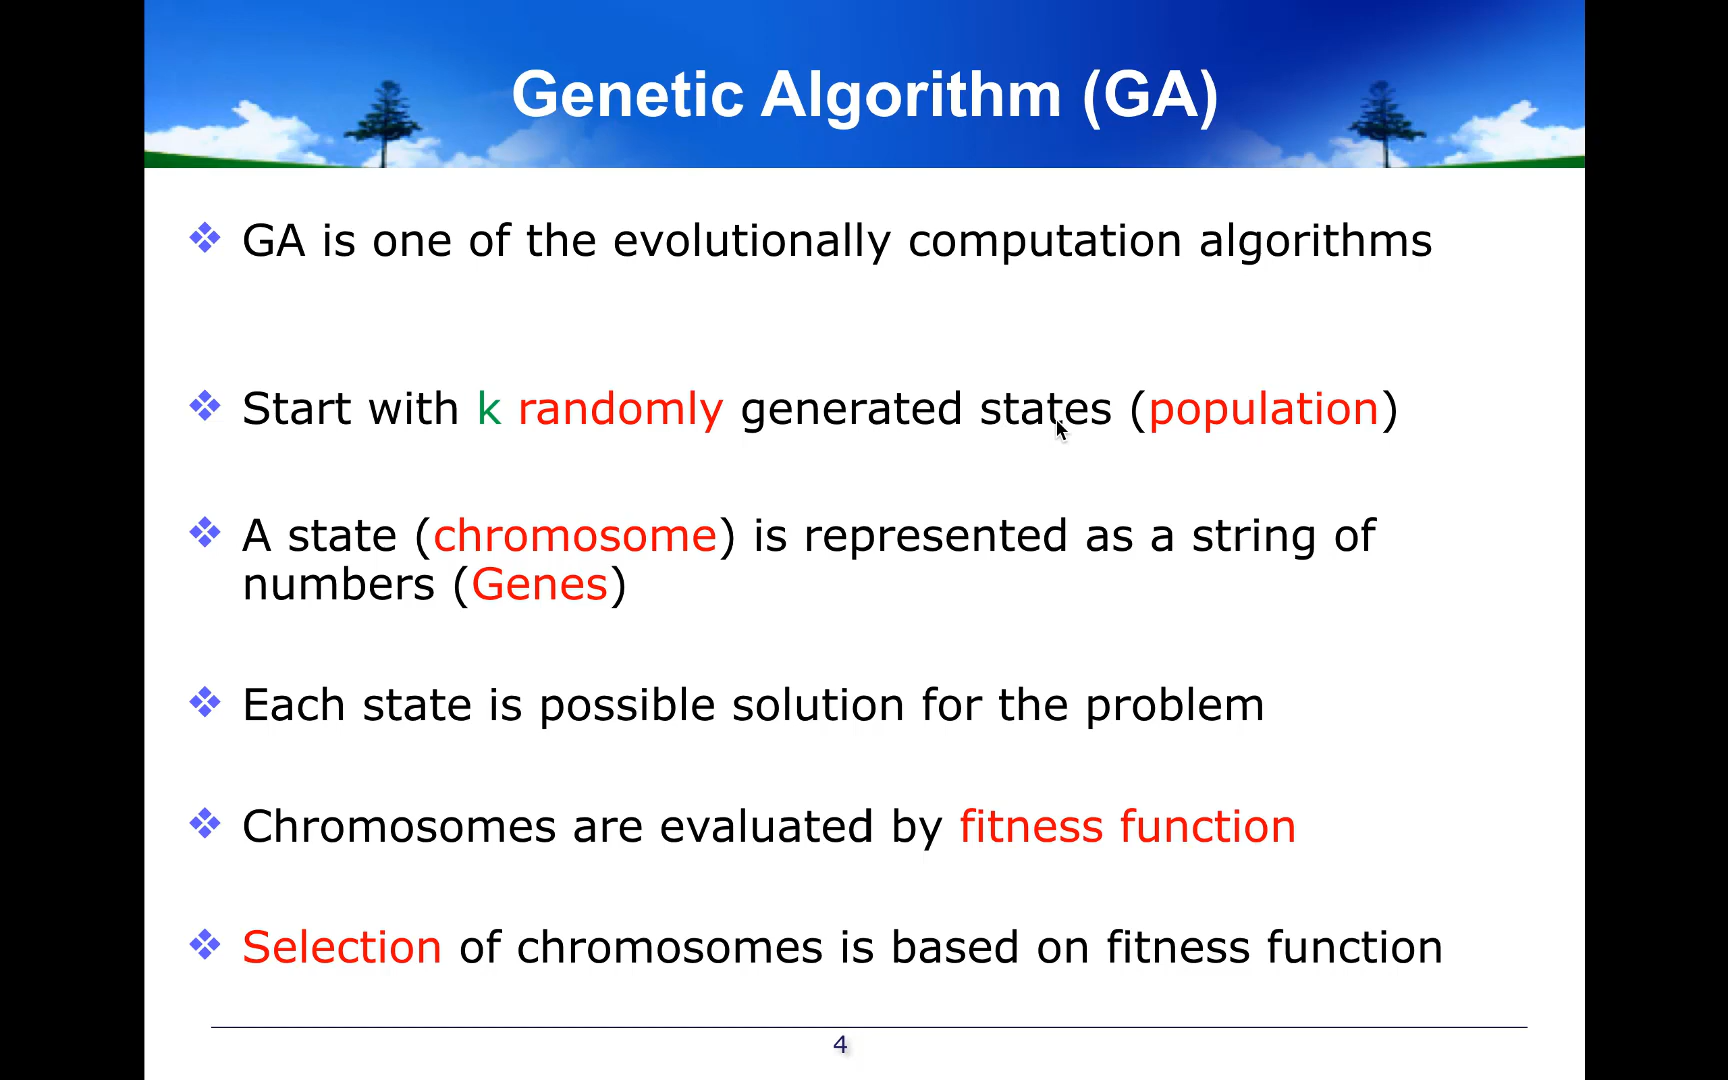 Genetic Algorithm (GA)
GA is one of the evolutionally computation algorithms
Start with k randomly generated states (population)
A state (chromosome) is represented as a string of
numbers (Genes)
Each state is possible solution for the problem
Chromosomes are evaluated by fitness function
Selection of chromosomes is based on fitness function
4